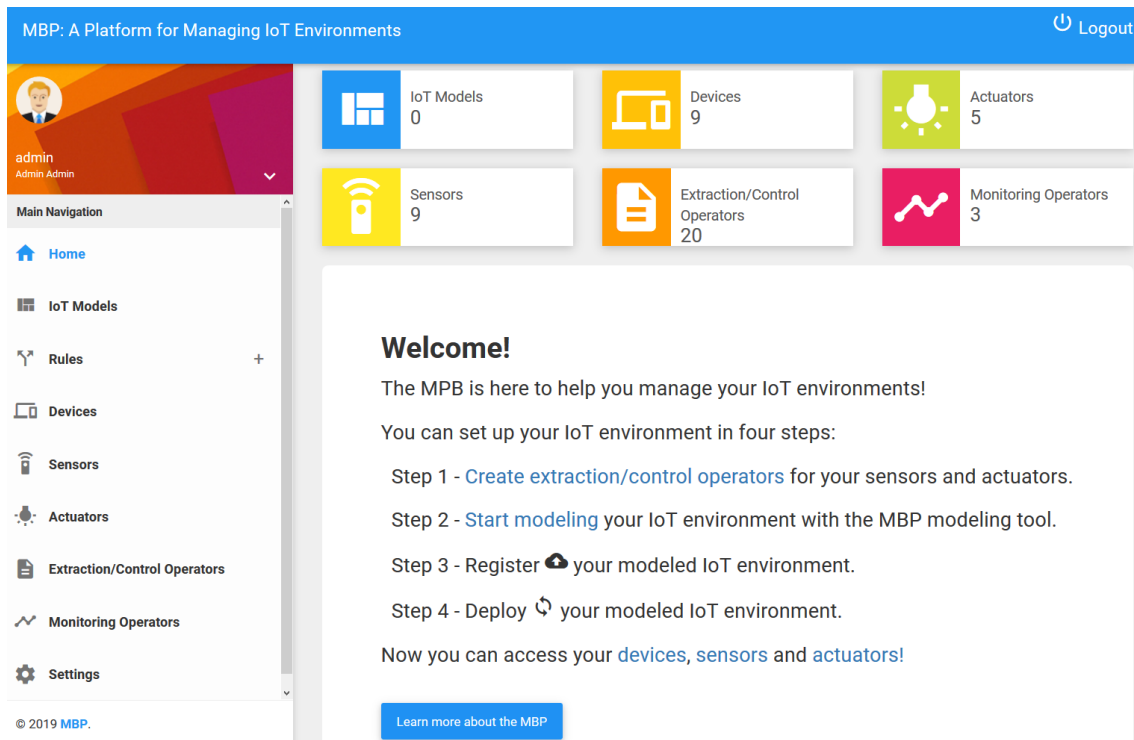 MBP: A Platform for Managing IoT Environments
Logout
admin
Admin Admin
Main Navigation
Home
IoT Models
Rules
+
Devices
Sensors
Actuators
Extraction/Control Operators
Monitoring Operators
Settings
© 2019 MBP.
IoT Models
0
Devices
9
Actuators
5
Sensors
9
Extraction/Control
Operators
20
Monitoring Operators
3
Welcome!
The MPB is here to help you manage your IoT environments!
You can set up your IoT environment in four steps:
Step 1 - Create extraction/control operators for your sensors and actuators.
Step 2 - Start modeling your IoT environment with the MBP modeling tool.
Step 3 - Register your modeled IoT environment.
Step 4 - Deploy your modeled IoT environment.
Now you can access your devices, sensors and actuators!
Learn more about the MBP